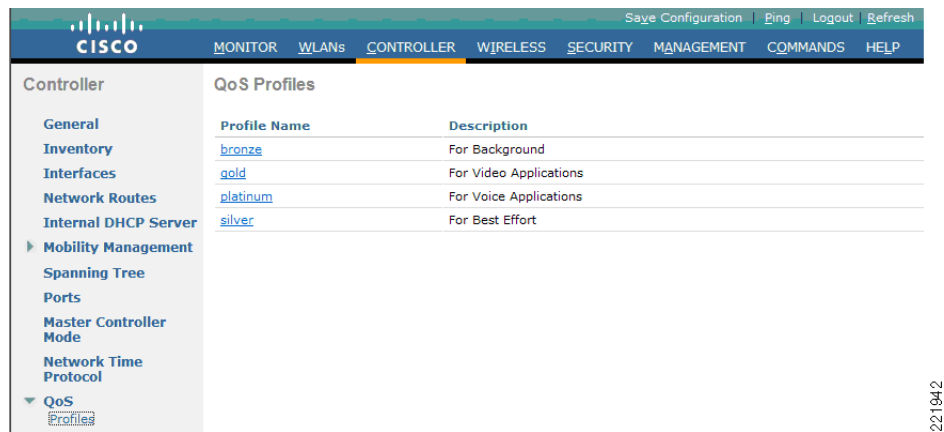 Save Configuration | Ping | Logout | Refresh
CISCO
MONITOR WLANs CONTROLLER WIRELESS SECURITY MANAGEMENT COMMANDS HELP
Controller
General
Inventory
Interfaces
Network Routes
Internal DHCP Server
Mobility Management
Spanning Tree
Ports
Master Controller
Mode
Network Time
Protocol
QoS
Profiles
QoS Profiles
Profile Name Description
bronze For Background
gold For Video Applications
platinum For Voice Applications
silver For Best Effort
221942